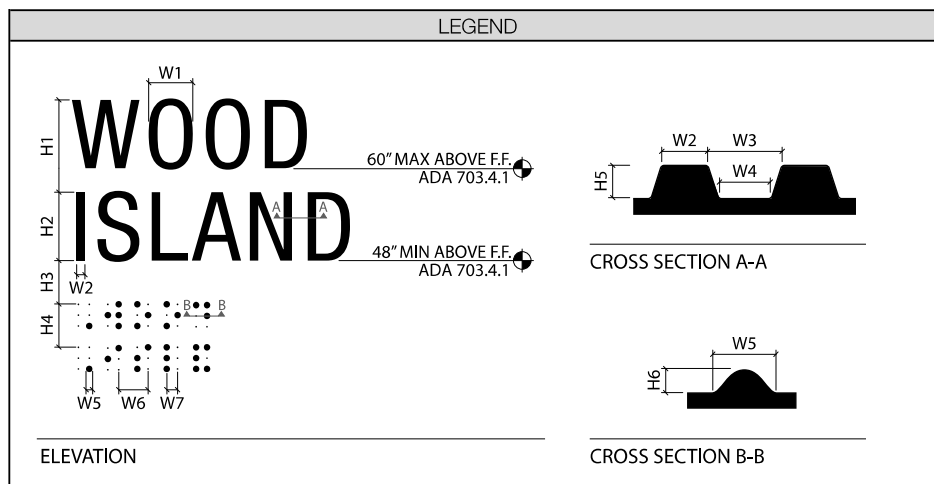 LEGEND
W1
H1
WOOD
60" MAX ABOVE F.F.
ADA 703.4.1
H2
ISLAND
A A
48" MIN ABOVE F.F.
ADA 703.4.1
H3
W2
H4
B B
W5 W6 W7
ELEVATION
W2 W3
H5
W4
CROSS SECTION A-A
W5
H6
CROSS SECTION B-B